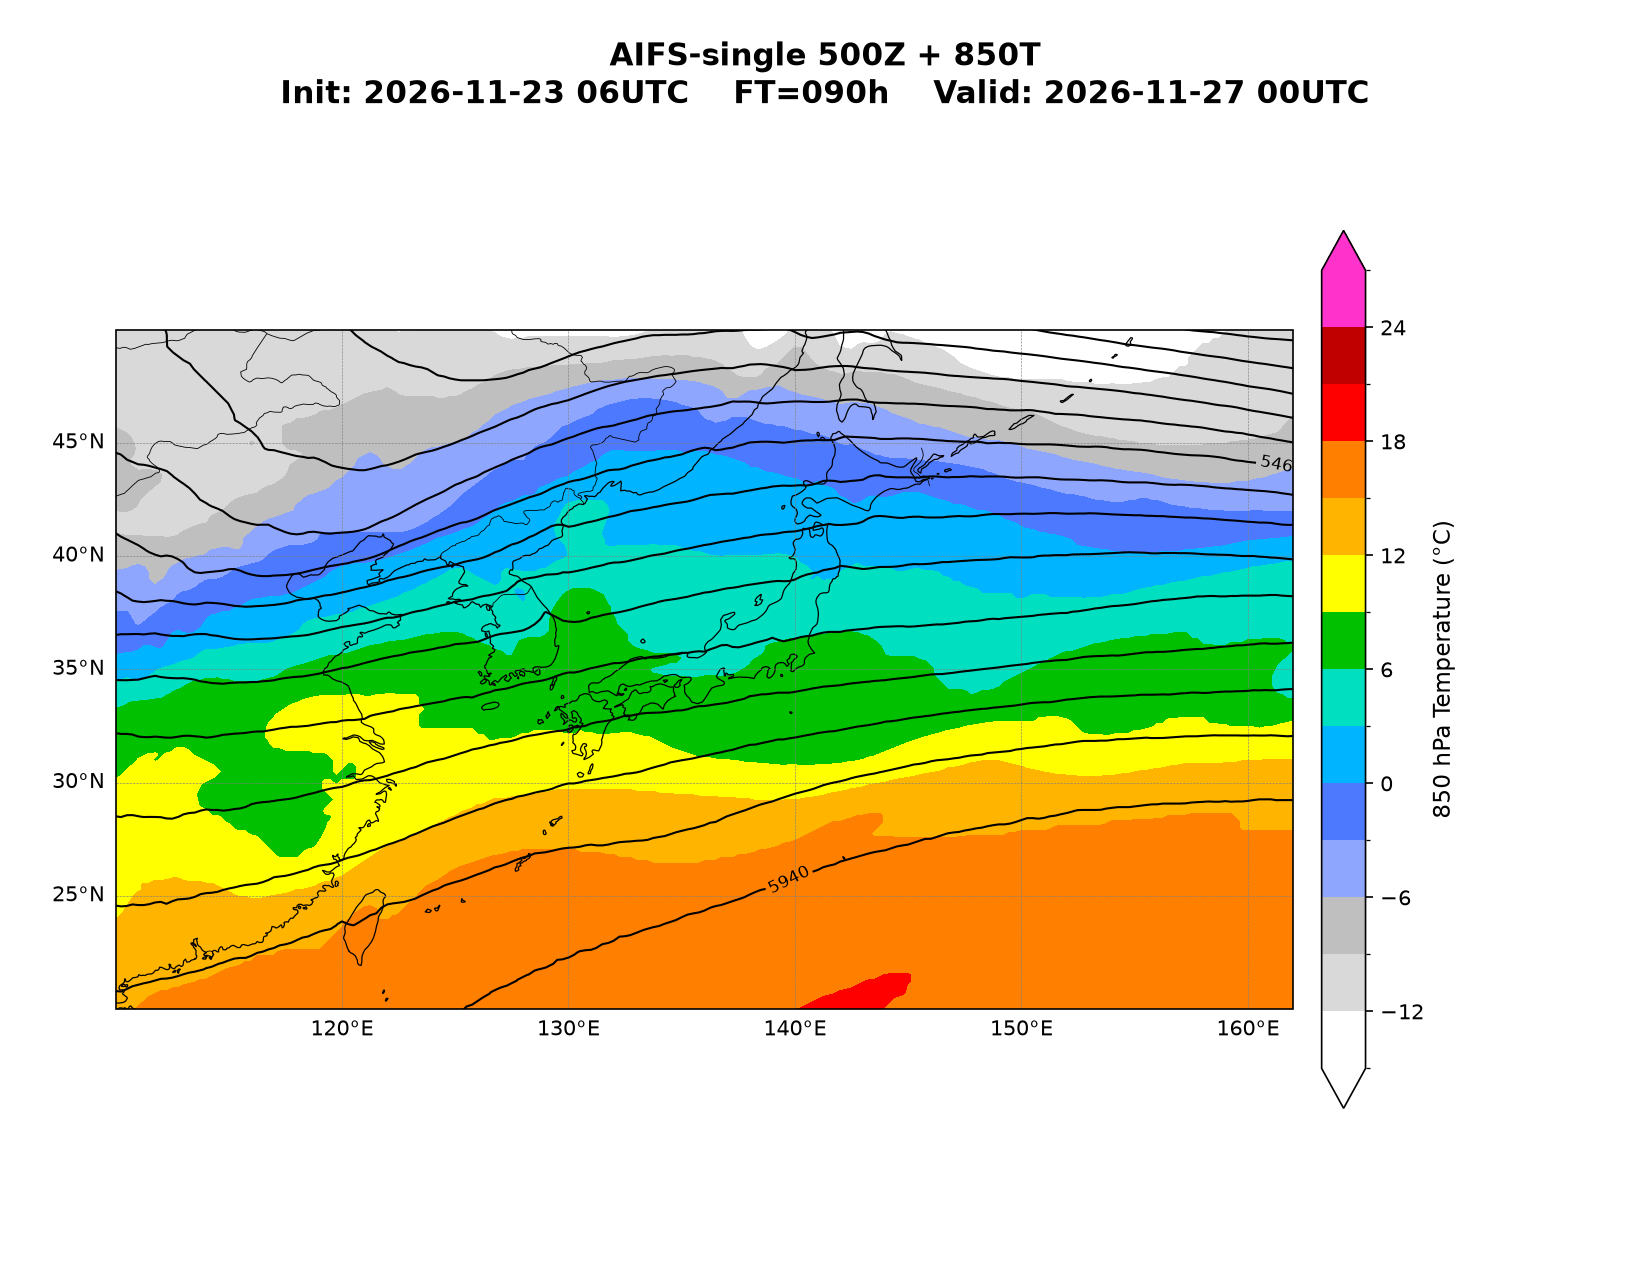 AIFS-single 500Z + 850T
Init: 2026-11-23 06UTC    FT=090h    Valid: 2026-11-27 00UTC
24
18
12
6
0
−6
−12
850 hPa Temperature (°C)
45°N
40°N
35°N
30°N
25°N
546
5940
120°E
130°E
140°E
150°E
160°E